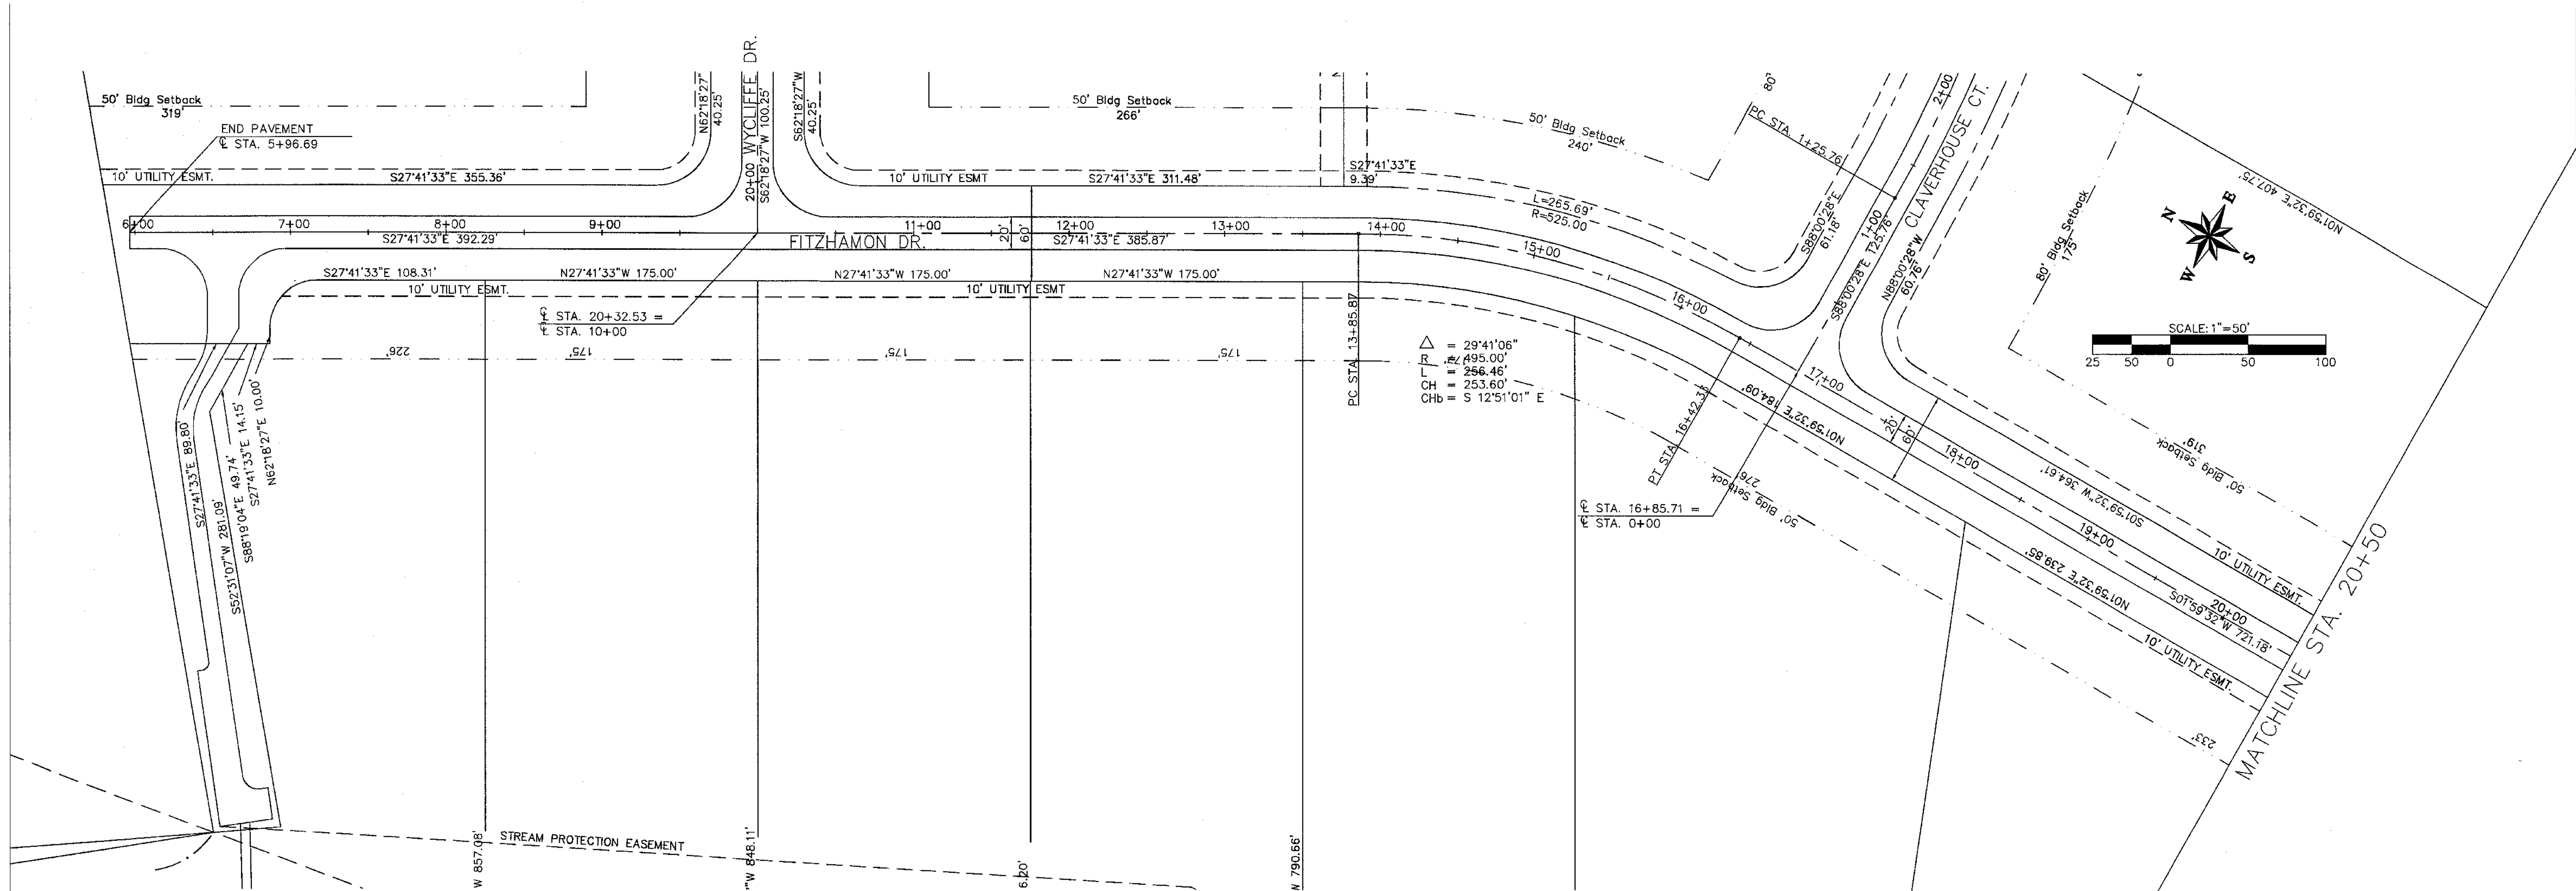 50' Bldg Setback
319'
END PAVEMENT
℄ STA. 5+96.69
10' UTILITY ESMT.
S27°41'33"E 355.36'
N62°18'27"
40.25'
20+00 WYCLIFFE DR.
S62°18'27"W 100.25'
S62°18'27"W
40.25'
10' UTILITY ESMT
S27°41'33"E 311.48'
50' Bldg Setback
266'
S27°41'33"E
9.39'
50' Bldg Setback
240'
L=265.69'
R=525.00
80'
PC STA. 1+25.76
S88°00'28"E
61.18'
1+00
2+00
S88°00'28"E 125.76'
CLAVERHOUSE CT.
N88°00'28"W
60.76'
80' Bldg Setback
175'
N01°59'32"E 407.75'
N
E
S
W
SCALE: 1"=50'
25 50 0 50 100
6+00
7+00
8+00
9+00
11+00
12+00
13+00
14+00
15+00
16+00
17+00
18+00
19+00
20+00
S27°41'33"E 392.29'
FITZHAMON DR.
20'
60'
S27°41'33"E 385.87'
S27°41'33"E 108.31'
N27°41'33"W 175.00'
N27°41'33"W 175.00'
N27°41'33"W 175.00'
10' UTILITY ESMT.
10' UTILITY ESMT
℄ STA. 20+32.53 =
℄ STA. 10+00
226'
175'
175'
175'
PC STA. 13+85.87
△ = 29°41'06"
R = 495.00'
L = 256.46'
CH = 253.60'
CHb = S 12°51'01" E
PT STA. 16+42.33
N01°59'32"E 184.09'
276'
50' Bldg Setback
℄ STA. 16+85.71 =
℄ STA. 0+00
20'
60'
S01°59'32"W 364.61'
319'
50' Bldg Setback
10' UTILITY ESMT.
N01°59'32"E 239.85'
S01°59'32"W 721.18'
10' UTILITY ESMT.
233'
MATCHLINE STA. 20+50
S27°41'33"E 89.80'
S52°31'07"W 281.09'
S88°19'04"E 49.74'
S27°41'33"E 14.15'
N62°18'27"E 10.00'
STREAM PROTECTION EASEMENT
W 857.08'
"W 848.11'
6.20'
W 790.66'